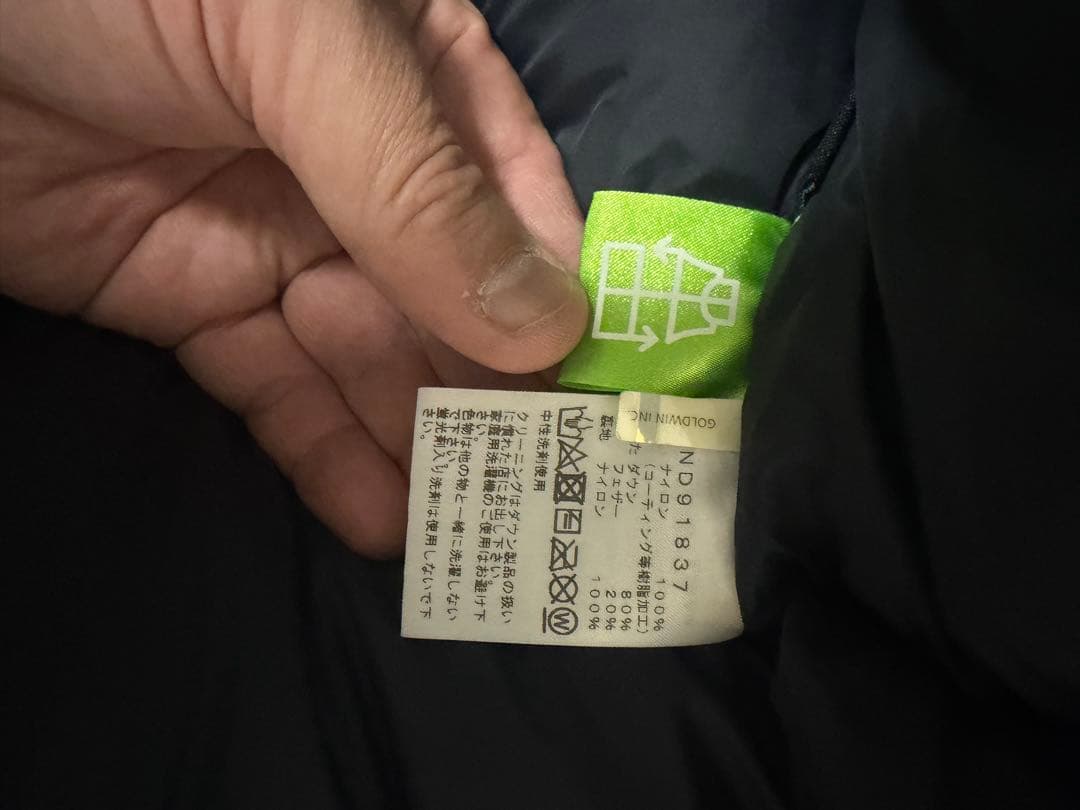 GOLDWIN INC
ND91837
ナイロン 100%
(コーティング等樹脂加工)
た ダウン 80%
フェザー 20%
裏地 ナイロン 100%
W
中性洗剤使用
クリーニングはダウン製品の扱い
に慣れた店にお出し下さい。
家庭用洗濯機のご使用はお避け下
さい。
色物は他の物と一緒に洗濯しない
で下さい。
蛍光剤入り洗剤は使用しないで下
さい。